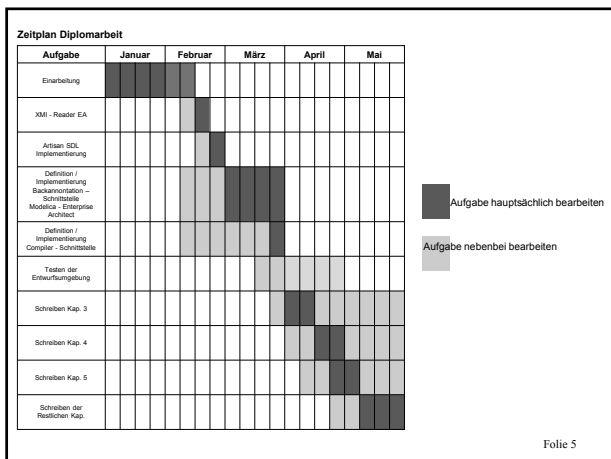 Zeitplan Diplomarbeit
Aufgabe Januar Februar März April Mai
Einarbeitung
XMI - Reader EA
Artisan SDL
Implementierung
Definition /
Implementierung
Backannontation –
Schnittstelle
Modelica - Enterprise
Architect
Definition /
Implementierung
Compiler - Schnittstelle
Testen der
Entwurfsumgebung
Schreiben Kap. 3
Schreiben Kap. 4
Schreiben Kap. 5
Schreiben der
Restlichen Kap.
Aufgabe hauptsächlich bearbeiten
Aufgabe nebenbei bearbeiten
Folie 5